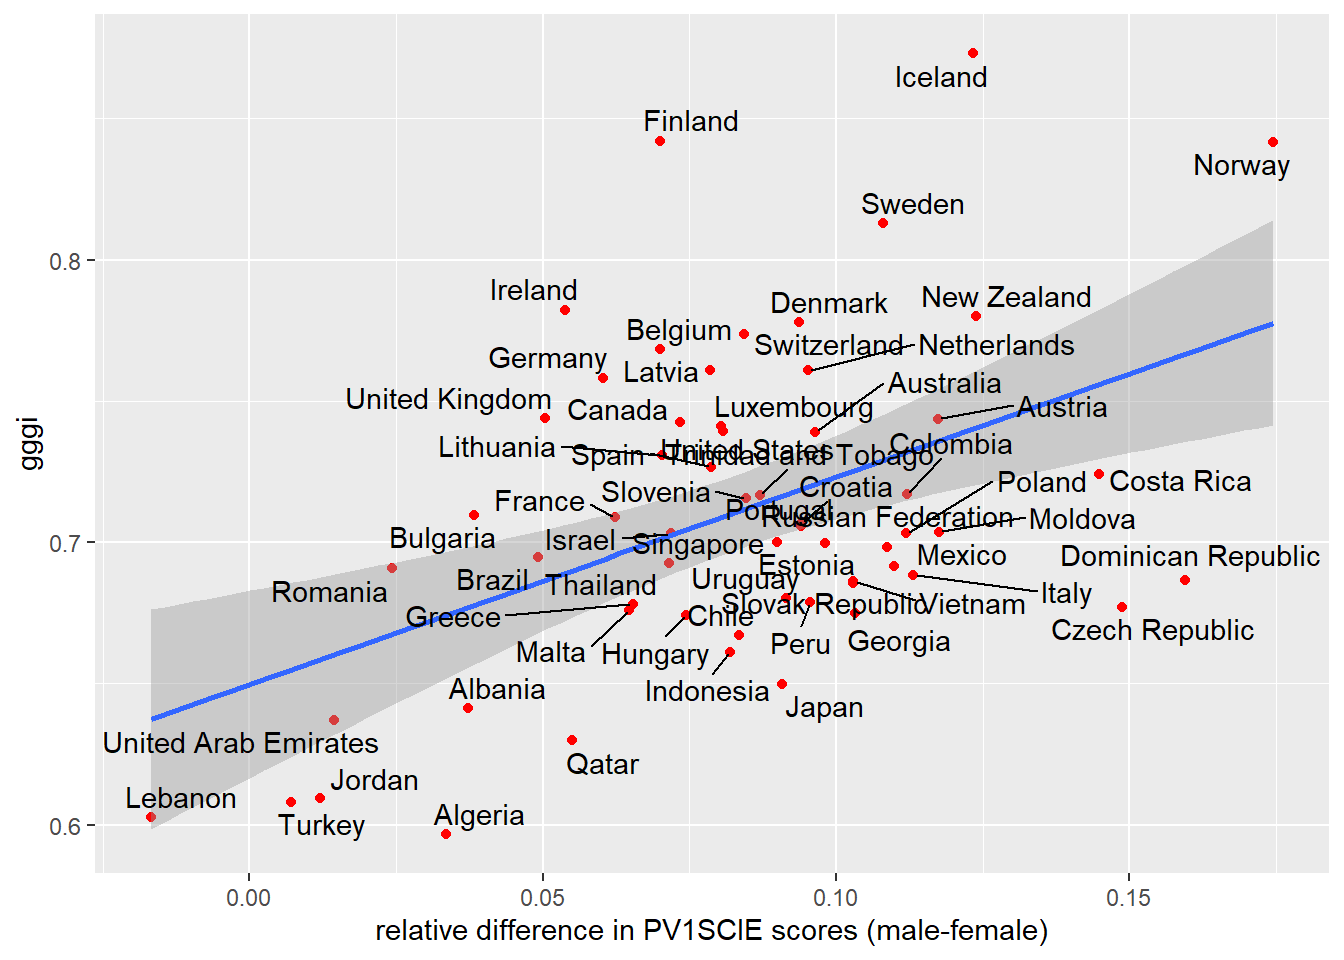 Iceland
Finland
Norway
Sweden
Ireland
New Zealand
Denmark
Belgium
Switzerland
Netherlands
Germany
Latvia
Australia
United Kingdom
Canada
Luxembourg
Austria
Lithuania
Spain
United States
Trinidad and Tobago
Colombia
Slovenia
Croatia
Poland
Costa Rica
France
Portugal
Russian Federation
Moldova
Bulgaria
Israel
Singapore
Estonia
Mexico
Dominican Republic
Romania
Brazil
Thailand
Uruguay
Italy
Greece
Chile
Slovak Republic
Vietnam
Czech Republic
Malta
Hungary
Peru
Georgia
Albania
Indonesia
Japan
United Arab Emirates
Qatar
Jordan
Lebanon
Turkey
Algeria
0.8
0.7
0.6
gggi
0.00 0.05 0.10 0.15
relative difference in PV1SCIE scores (male-female)